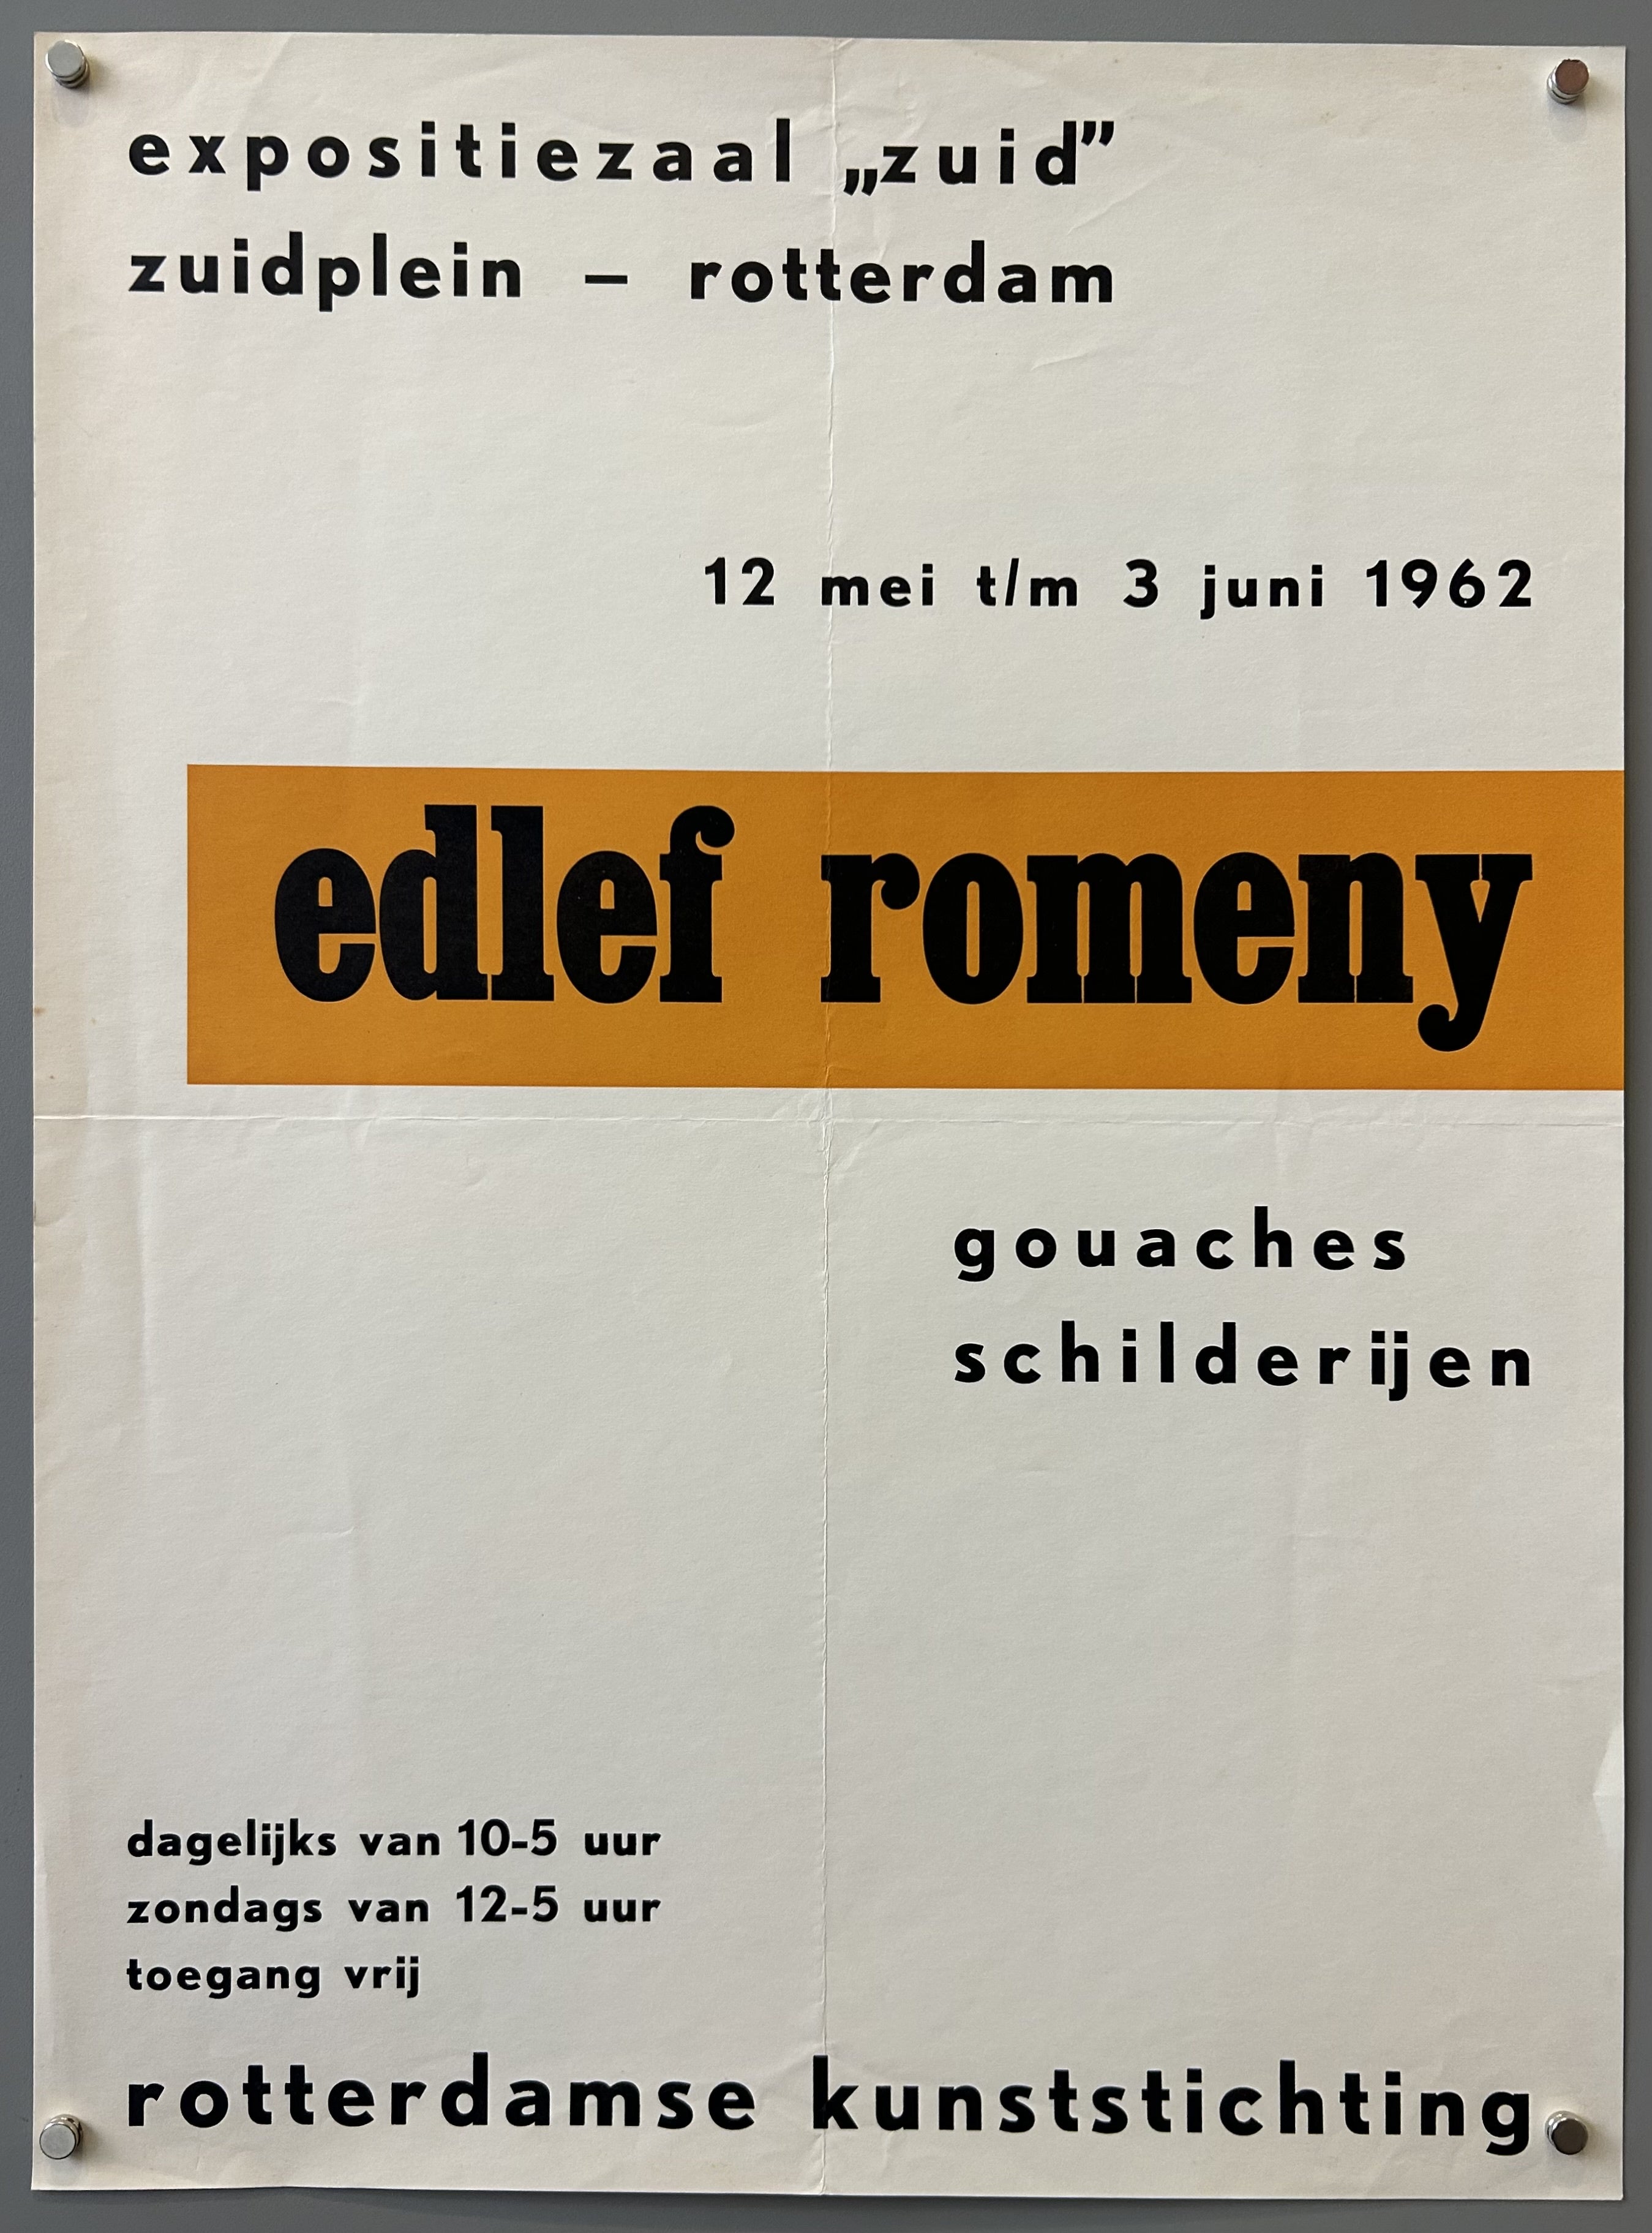 expositiezaal „zuid”
zuidplein – rotterdam
12 mei t/m 3 juni 1962
edlef romeny
gouaches
schilderijen
dagelijks van 10-5 uur
zondags van 12-5 uur
toegang vrij
rotterdamse kunststichting